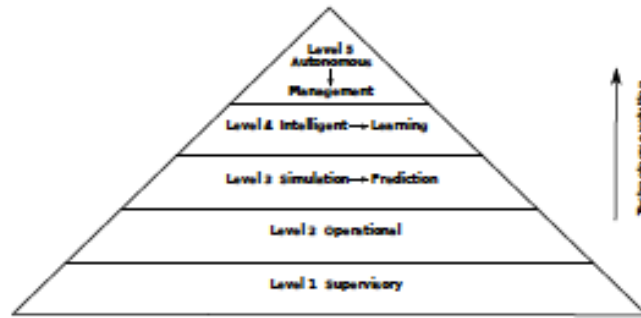 Level 5
Autonomous
Management
Level 4 Intelligent → Learning
Level 3 Simulation → Prediction
Level 2 Operational
Level 1 Supervisory